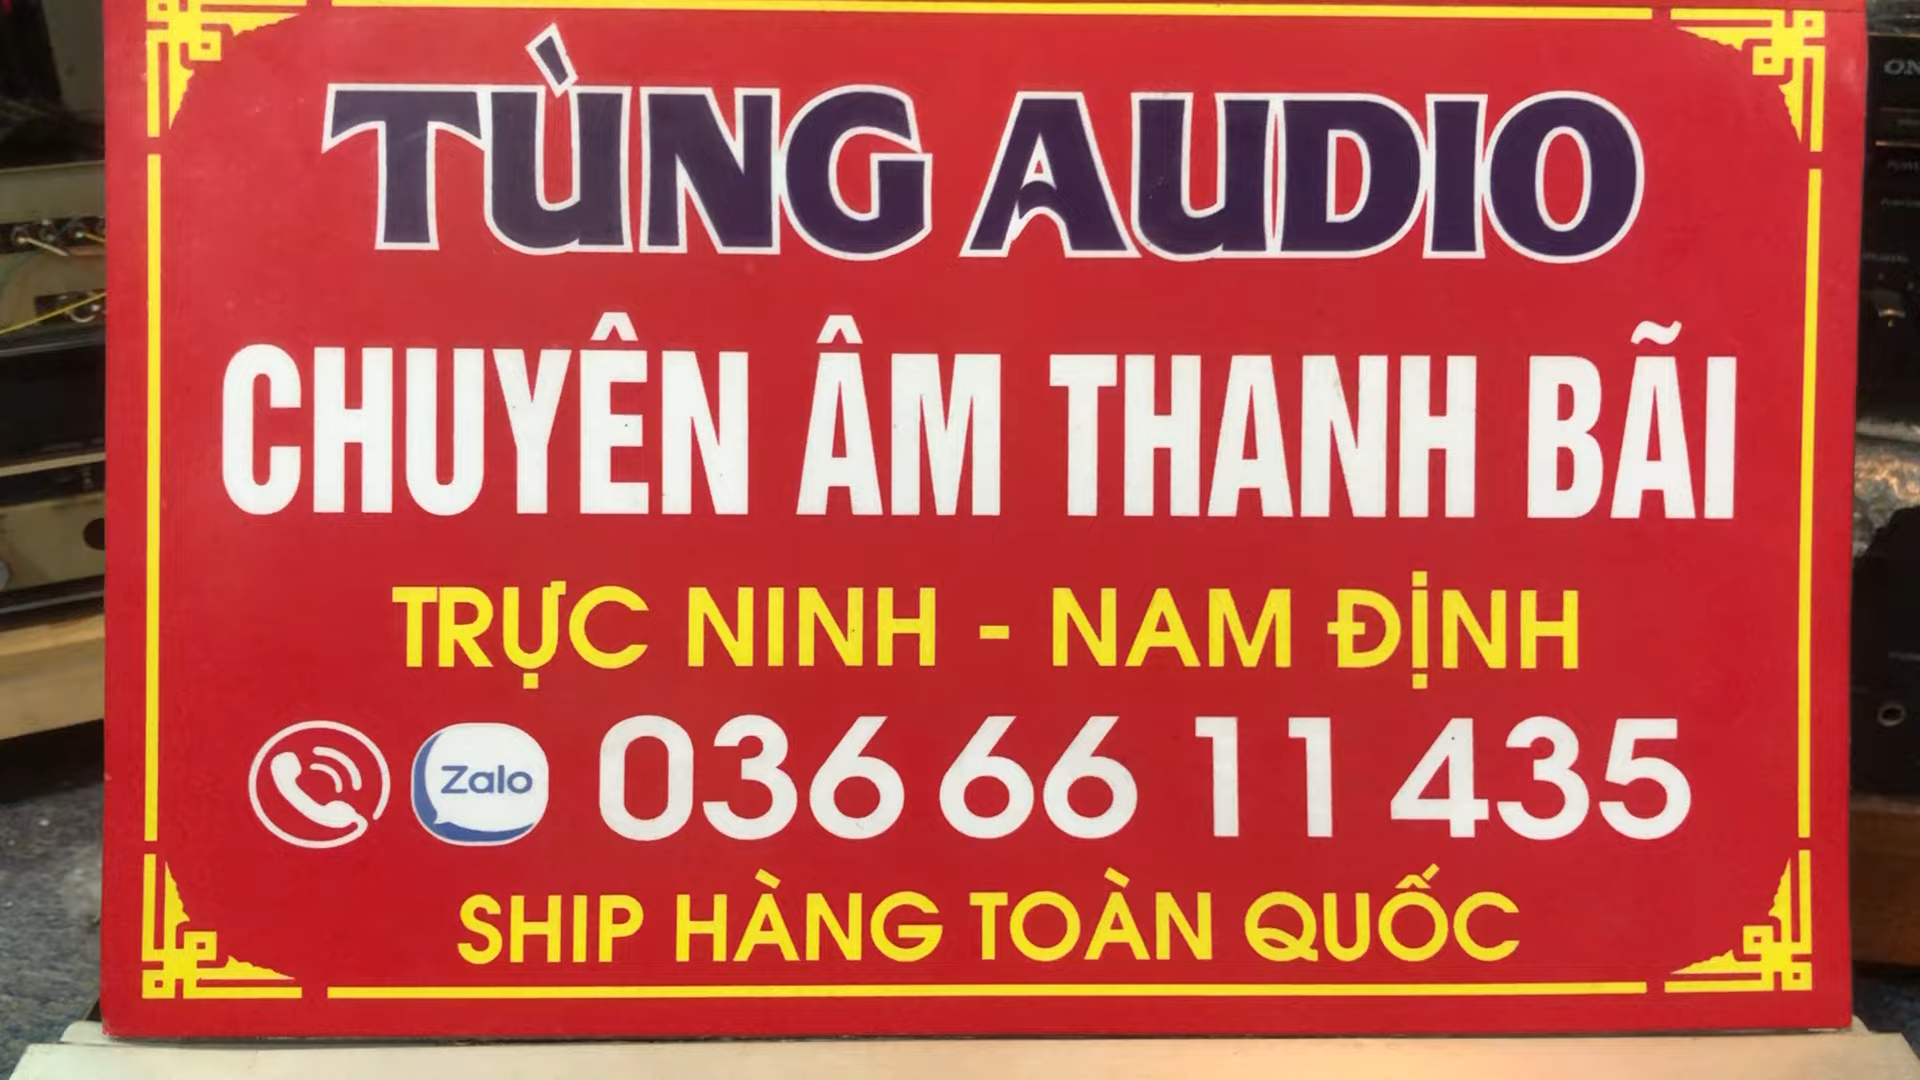 TÙNG AUDIO
CHUYÊN ÂM THANH BÃI
TRỰC NINH - NAM ĐỊNH
Zalo 036 66 11 435
SHIP HÀNG TOÀN QUỐC